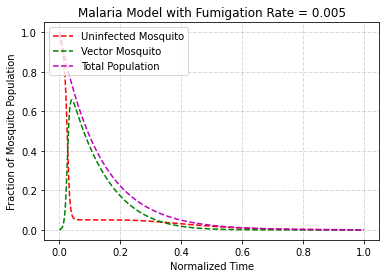 Malaria Model with Fumigation Rate = 0.005
Fraction of Mosquito Population
1.0
0.8
0.6
0.4
0.2
0.0
Uninfected Mosquito
Vector Mosquito
Total Population
0.0 0.2 0.4 0.6 0.8 1.0
Normalized Time